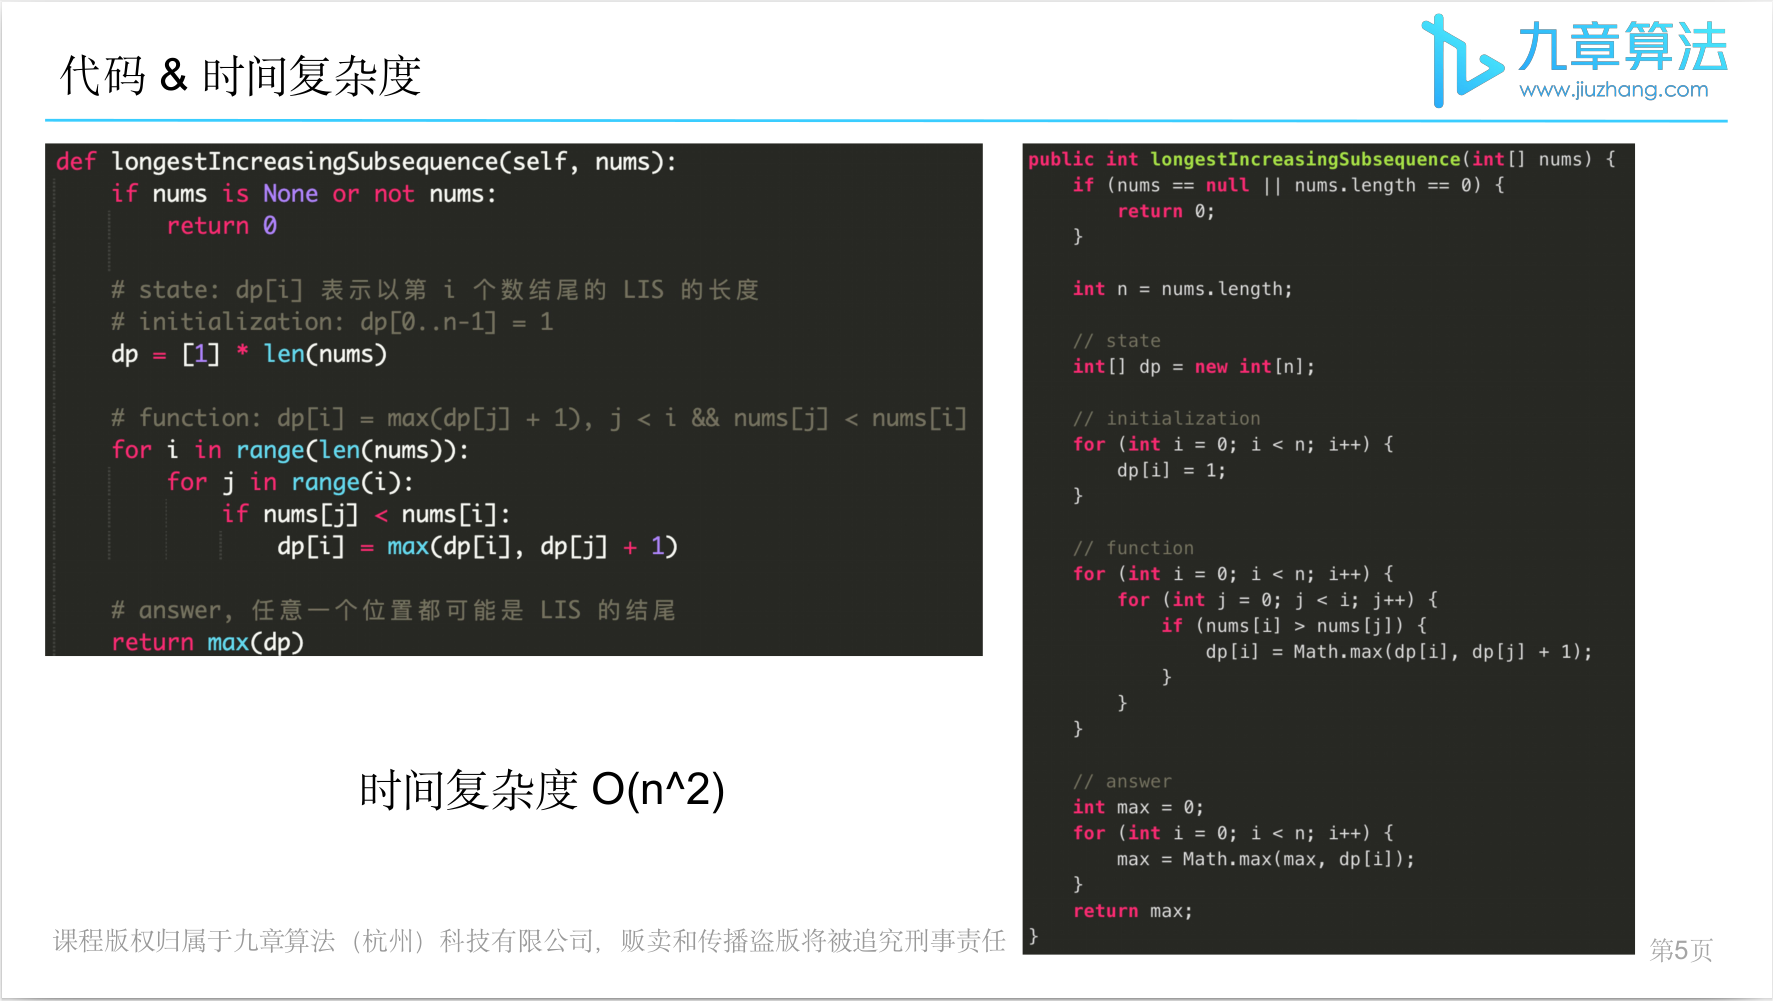 代码 & 时间复杂度
九章算法
www.jiuzhang.com
def longestIncreasingSubsequence(self, nums):
    if nums is None or not nums:
        return 0

    # state: dp[i] 表示以第 i 个数结尾的 LIS 的长度
    # initialization: dp[0..n-1] = 1
    dp = [1] * len(nums)

    # function: dp[i] = max(dp[j] + 1), j < i && nums[j] < nums[i]
    for i in range(len(nums)):
        for j in range(i):
            if nums[j] < nums[i]:
                dp[i] = max(dp[i], dp[j] + 1)

    # answer, 任意一个位置都可能是 LIS 的结尾
    return max(dp)
时间复杂度 O(n^2)
public int longestIncreasingSubsequence(int[] nums) {
    if (nums == null || nums.length == 0) {
        return 0;
    }

    int n = nums.length;

    // state
    int[] dp = new int[n];

    // initialization
    for (int i = 0; i < n; i++) {
        dp[i] = 1;
    }

    // function
    for (int i = 0; i < n; i++) {
        for (int j = 0; j < i; j++) {
            if (nums[i] > nums[j]) {
                dp[i] = Math.max(dp[i], dp[j] + 1);
            }
        }
    }

    // answer
    int max = 0;
    for (int i = 0; i < n; i++) {
        max = Math.max(max, dp[i]);
    }
    return max;
}
课程版权归属于九章算法（杭州）科技有限公司，贩卖和传播盗版将被追究刑事责任
第5页